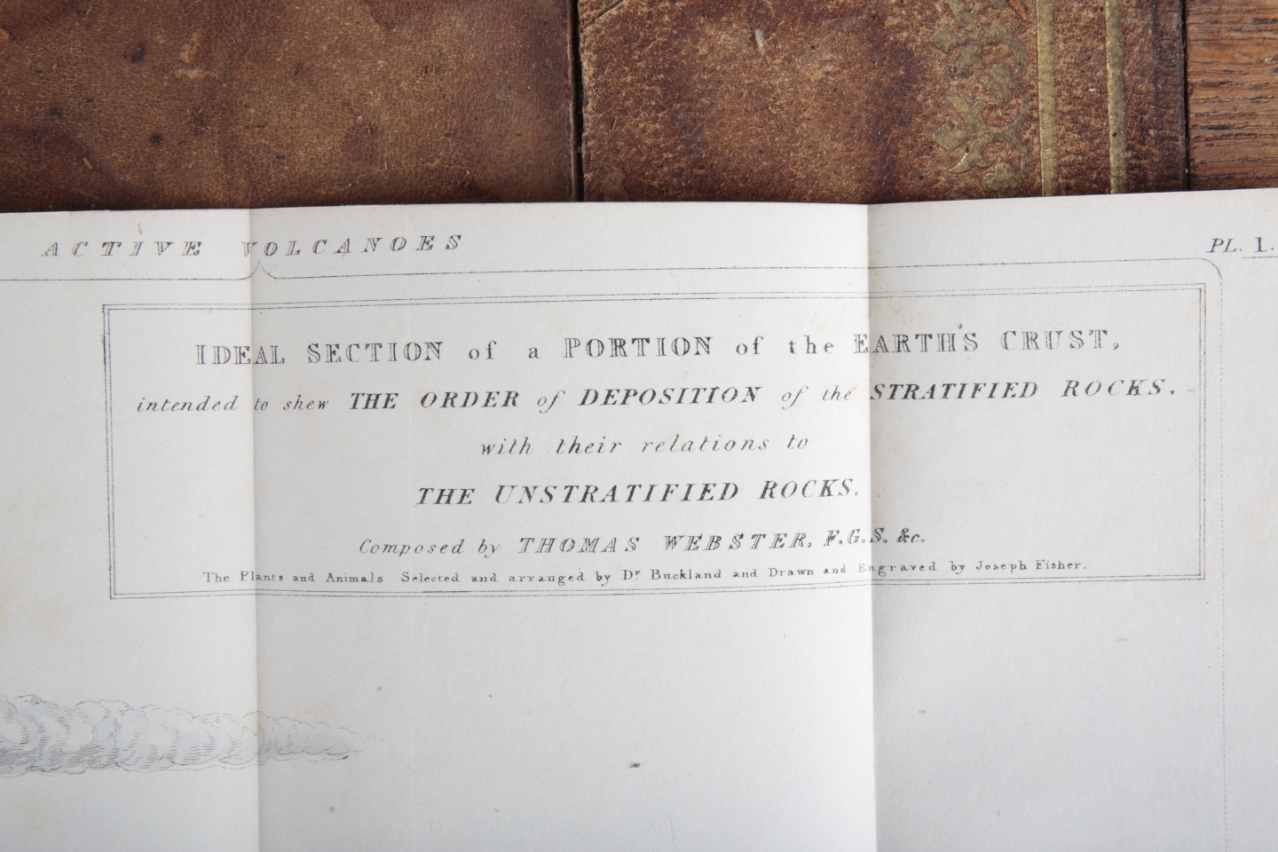 ACTIVE VOLCANOES
PL. 1.
IDEAL SECTION of a PORTION of the EARTH'S CRUST,
intended to shew THE ORDER of DEPOSITION of the STRATIFIED ROCKS.
with their relations to
THE UNSTRATIFIED ROCKS.
Composed by THOMAS WEBSTER, F.G.S. &c.
The Plants and Animals Selected and arranged by Dr Buckland and Drawn and Engraved by Joseph Fisher.